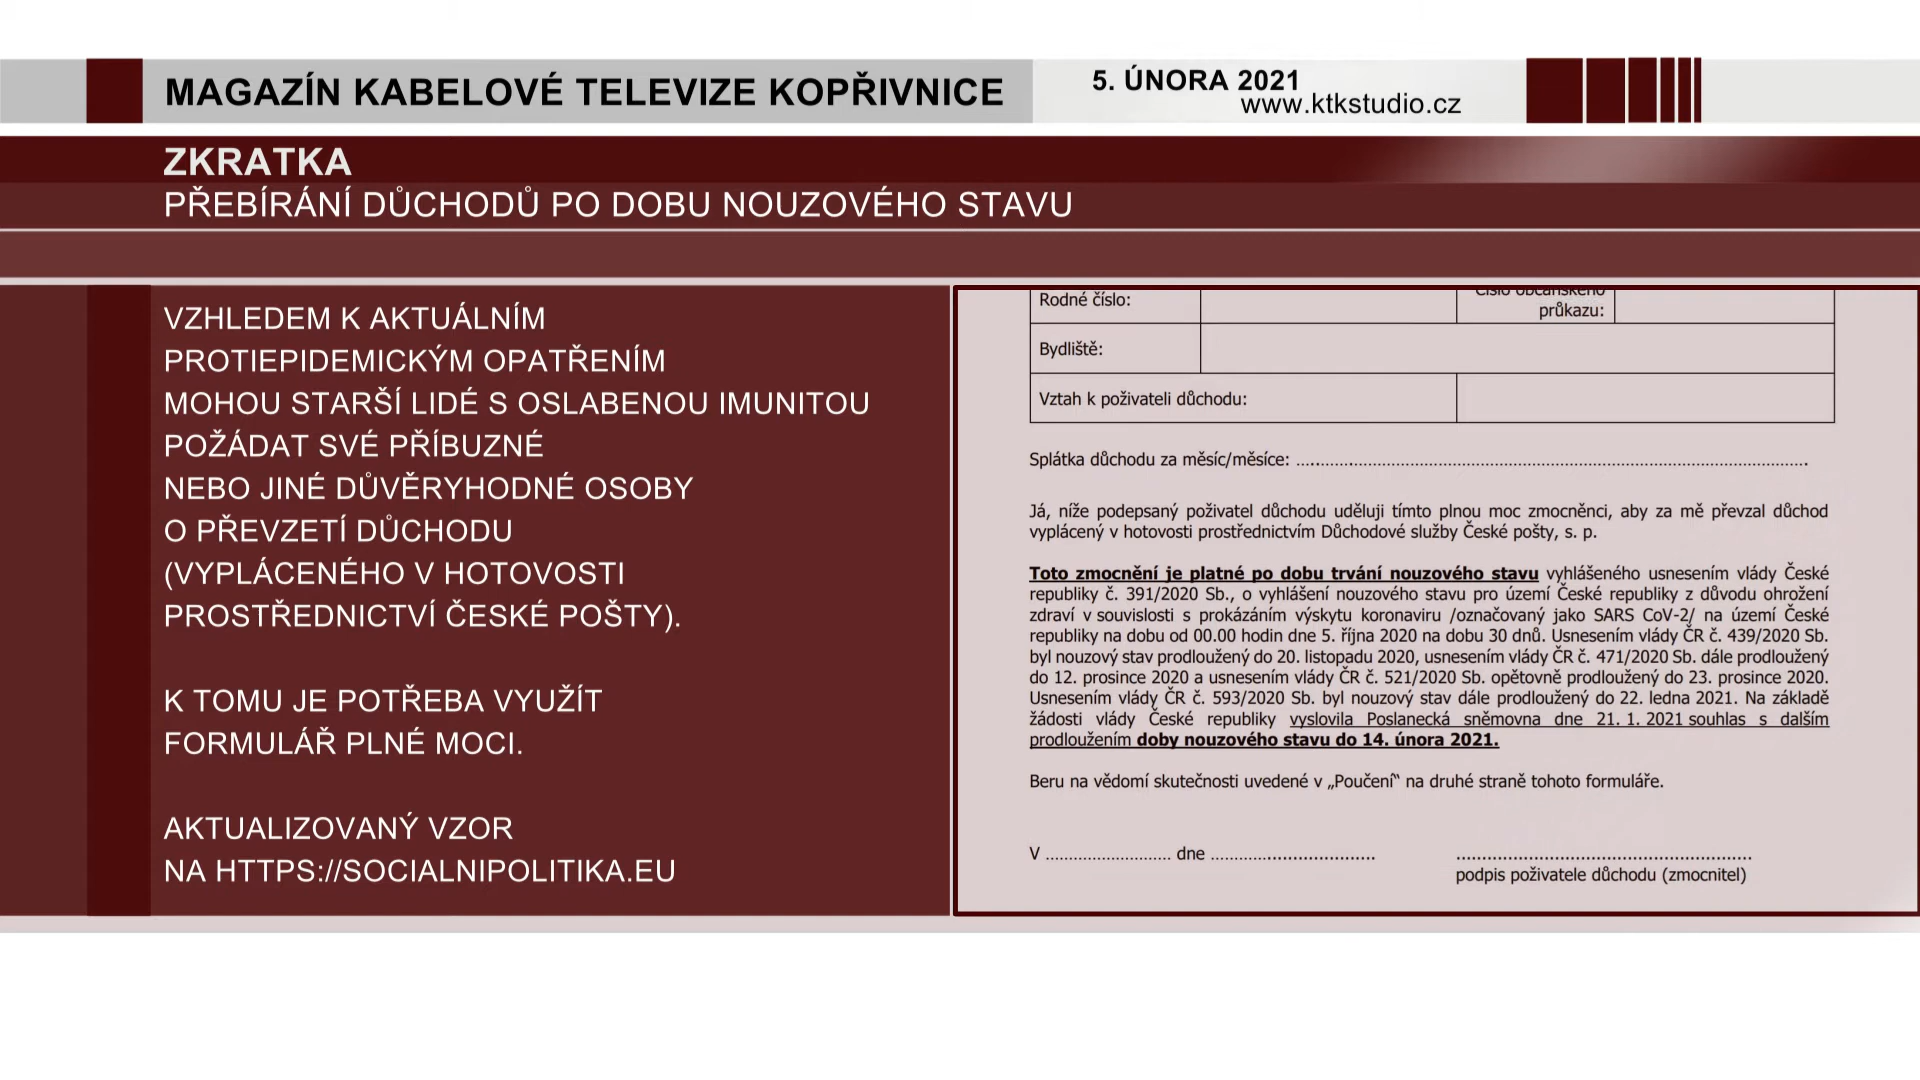 MAGAZÍN KABELOVÉ TELEVIZE KOPŘIVNICE
5. ÚNORA 2021
www.ktkstudio.cz
ZKRATKA
PŘEBÍRÁNÍ DŮCHODŮ PO DOBU NOUZOVÉHO STAVU
VZHLEDEM K AKTUÁLNÍM
PROTIEPIDEMICKÝM OPATŘENÍM
MOHOU STARŠÍ LIDÉ S OSLABENOU IMUNITOU
POŽÁDAT SVÉ PŘÍBUZNÉ
NEBO JINÉ DŮVĚRYHODNÉ OSOBY
O PŘEVZETÍ DŮCHODU
(VYPLÁCENÉHO V HOTOVOSTI
PROSTŘEDNICTVÍ ČESKÉ POŠTY).
K TOMU JE POTŘEBA VYUŽÍT
FORMULÁŘ PLNÉ MOCI.
AKTUALIZOVANÝ VZOR
NA HTTPS://SOCIALNIPOLITIKA.EU
Rodné číslo:
Číslo občanského
průkazu:
Bydliště:
Vztah k poživateli důchodu:
Splátka důchodu za měsíc/měsíce: ........................................................................
Já, níže podepsaný poživatel důchodu uděluji tímto plnou moc zmocněnci, aby za mě převzal důchod
vyplácený v hotovosti prostřednictvím Důchodové služby České pošty, s. p.
Toto zmocnění je platné po dobu trvání nouzového stavu vyhlášeného usnesením vlády České
republiky č. 391/2020 Sb., o vyhlášení nouzového stavu pro území České republiky z důvodu ohrožení
zdraví v souvislosti s prokázáním výskytu koronaviru /označovaný jako SARS CoV-2/ na území České
republiky na dobu od 00.00 hodin dne 5. října 2020 na dobu 30 dnů. Usnesením vlády ČR č. 439/2020 Sb.
byl nouzový stav prodloužený do 20. listopadu 2020, usnesením vlády ČR č. 471/2020 Sb. dále prodloužený
do 12. prosince 2020 a usnesením vlády ČR č. 521/2020 Sb. opětovně prodloužený do 23. prosince 2020.
Usnesením vlády ČR č. 593/2020 Sb. byl nouzový stav dále prodloužený do 22. ledna 2021. Na základě
žádosti vlády České republiky vyslovila Poslanecká sněmovna dne 21. 1. 2021 souhlas s dalším
prodloužením doby nouzového stavu do 14. února 2021.
Beru na vědomí skutečnosti uvedené v „Poučení“ na druhé straně tohoto formuláře.
V ........................ dne ................................
podpis poživatele důchodu (zmocnitel)